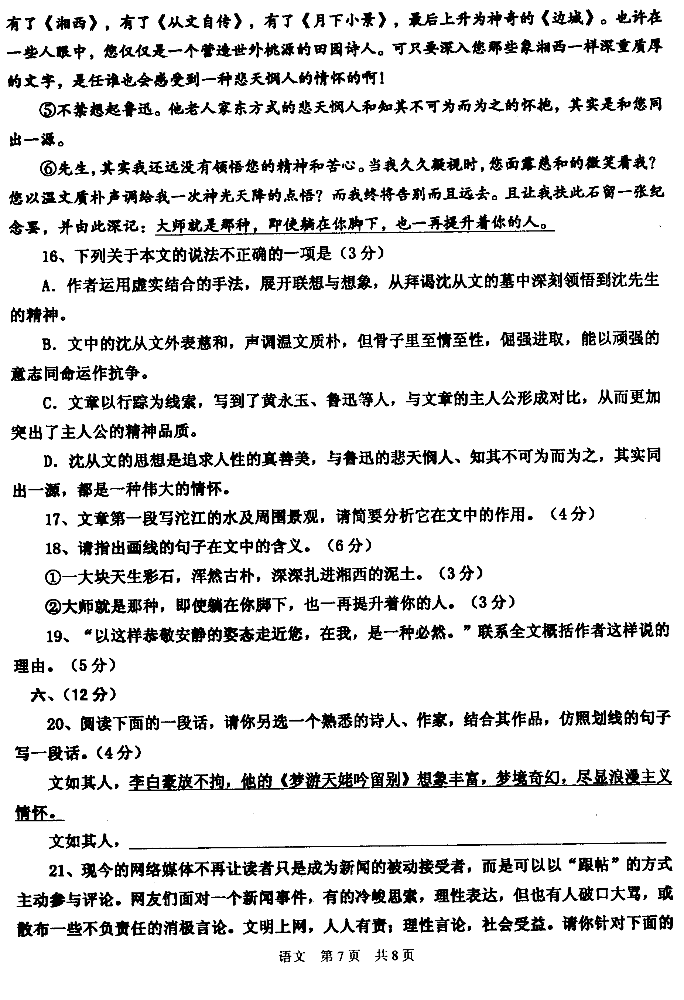 有了《湘西》，有了《从文自传》，有了《月下小景》，最后上升为神奇的《边城》。也许在
一些人眼中，您仅仅是一个营造世外桃源的田园诗人。可只要深入您那些象湘西一样深重质厚
的文字，是任谁也会感受到一种悲天悯人的情怀的啊！
⑤不禁想起鲁迅。他老人家东方式的悲天悯人和知其不可为而为之的怀抱，其实是和您同
出一源。
⑥先生，其实我还远没有领悟您的精神和苦心。当我久久凝视时，您面露慈和的微笑看我？
您以温文质朴声调给我一次神光天降的点悟？而我终将告别而且远去。且让我扶此石留一张纪
念罢，并由此深记：大师就是那种，即使躺在你脚下，也一再提升着你的人。
16、下列关于本文的说法不正确的一项是（3 分）
A．作者运用虚实结合的手法，展开联想与想象，从拜谒沈从文的墓中深刻领悟到沈先生
的精神。
B．文中的沈从文外表慈和，声调温文质朴，但骨子里至情至性，倔强进取，能以顽强的
意志同命运作抗争。
C．文章以行踪为线索，写到了黄永玉、鲁迅等人，与文章的主人公形成对比，从而更加
突出了主人公的精神品质。
D．沈从文的思想是追求人性的真善美，与鲁迅的悲天悯人、知其不可为而为之，其实同
出一源，都是一种伟大的情怀。
17、文章第一段写沱江的水及周围景观，请简要分析它在文中的作用。（4 分）
18、请指出画线的句子在文中的含义。（6 分）
①一大块天生彩石，浑然古朴，深深扎进湘西的泥土。（3 分）
②大师就是那种，即使躺在你脚下，也一再提升着你的人。（3 分）
19、“以这样恭敬安静的姿态走近您，在我，是一种必然。”联系全文概括作者这样说的
理由。（5 分）
六、（12 分）
20、阅读下面的一段话，请你另选一个熟悉的诗人、作家，结合其作品，仿照划线的句子
写一段话。（4 分）
文如其人，李白豪放不拘，他的《梦游天姥吟留别》想象丰富，梦境奇幻，尽显浪漫主义
情怀。
文如其人，
21、现今的网络媒体不再让读者只是成为新闻的被动接受者，而是可以以“跟帖”的方式
主动参与评论。网友们面对一个新闻事件，有的冷峻思索，理性表达，但也有人破口大骂，或
散布一些不负责任的消极言论。文明上网，人人有责；理性言论，社会受益。请你针对下面的
语文 第 7 页 共 8 页